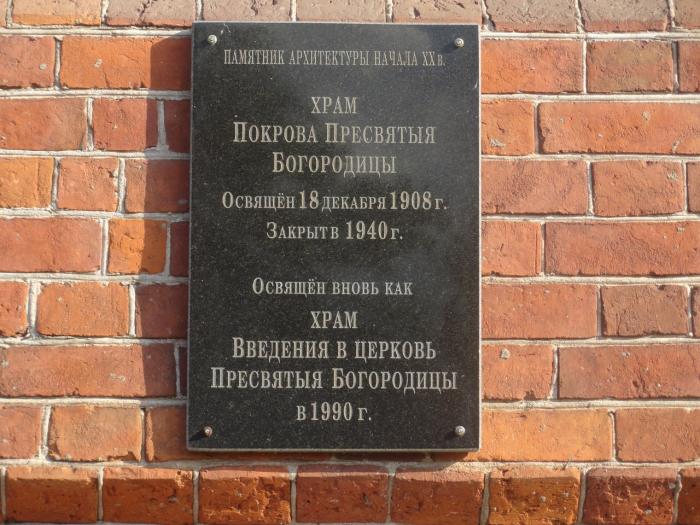 ПАМЯТНИК АРХИТЕКТУРЫ НАЧАЛА XX В.
ХРАМ
ПОКРОВА ПРЕСВЯТЫЯ
БОГОРОДИЦЫ
ОСВЯЩЁН 18 ДЕКАБРЯ 1908 Г.
ЗАКРЫТ В 1940 Г.
ОСВЯЩЁН ВНОВЬ КАК
ХРАМ
ВВЕДЕНИЯ В ЦЕРКОВЬ
ПРЕСВЯТЫЯ БОГОРОДИЦЫ
В 1990 Г.